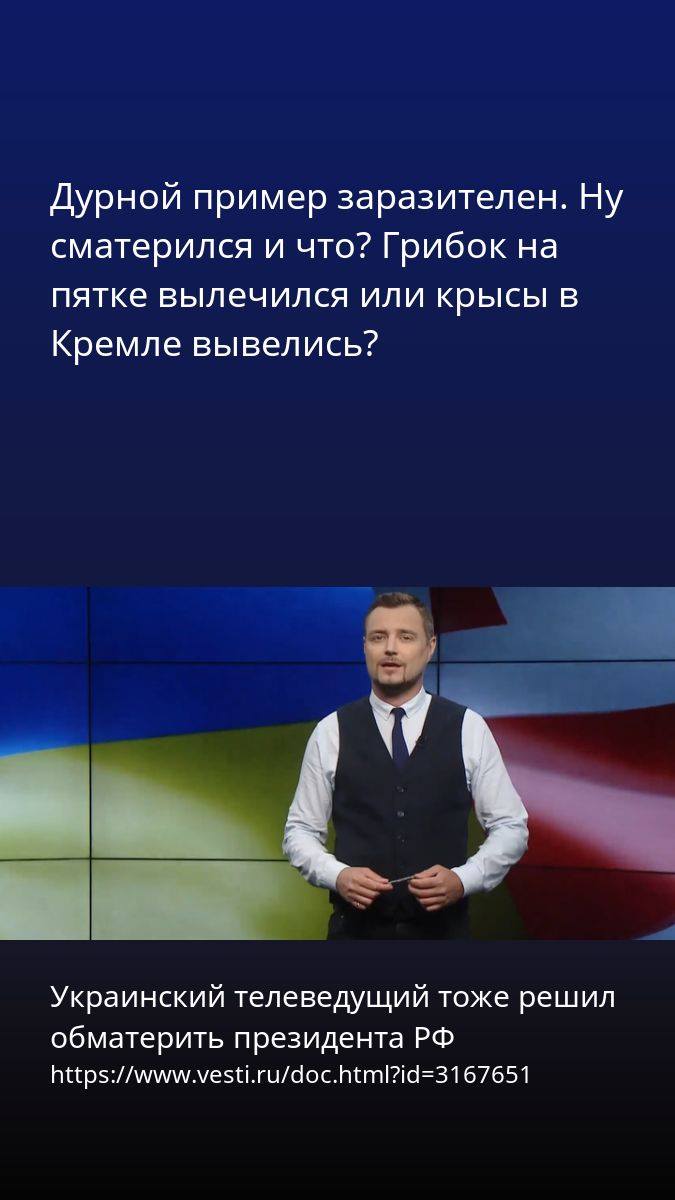 Дурной пример заразителен. Ну
сматерился и что? Грибок на
пятке вылечился или крысы в
Кремле вывелись?
Украинский телеведущий тоже решил
обматерить президента РФ
https://www.vesti.ru/doc.html?id=3167651